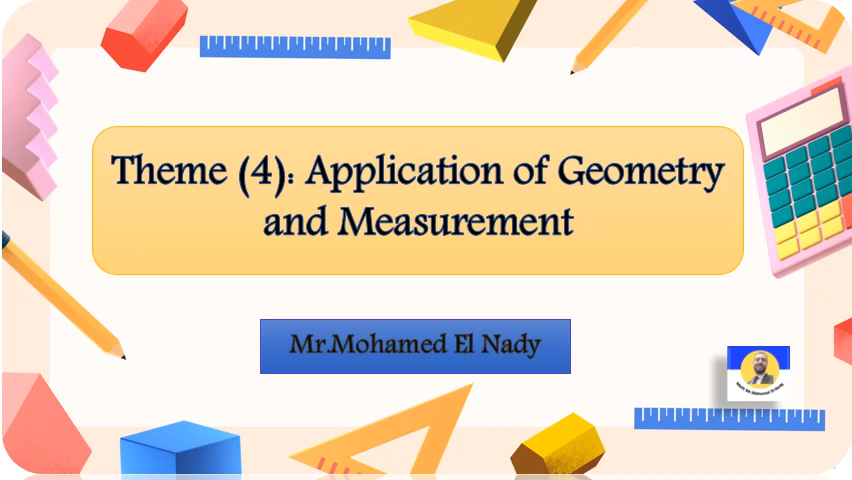 Theme (4): Application of Geometry
and Measurement
Mr.Mohamed El Nady